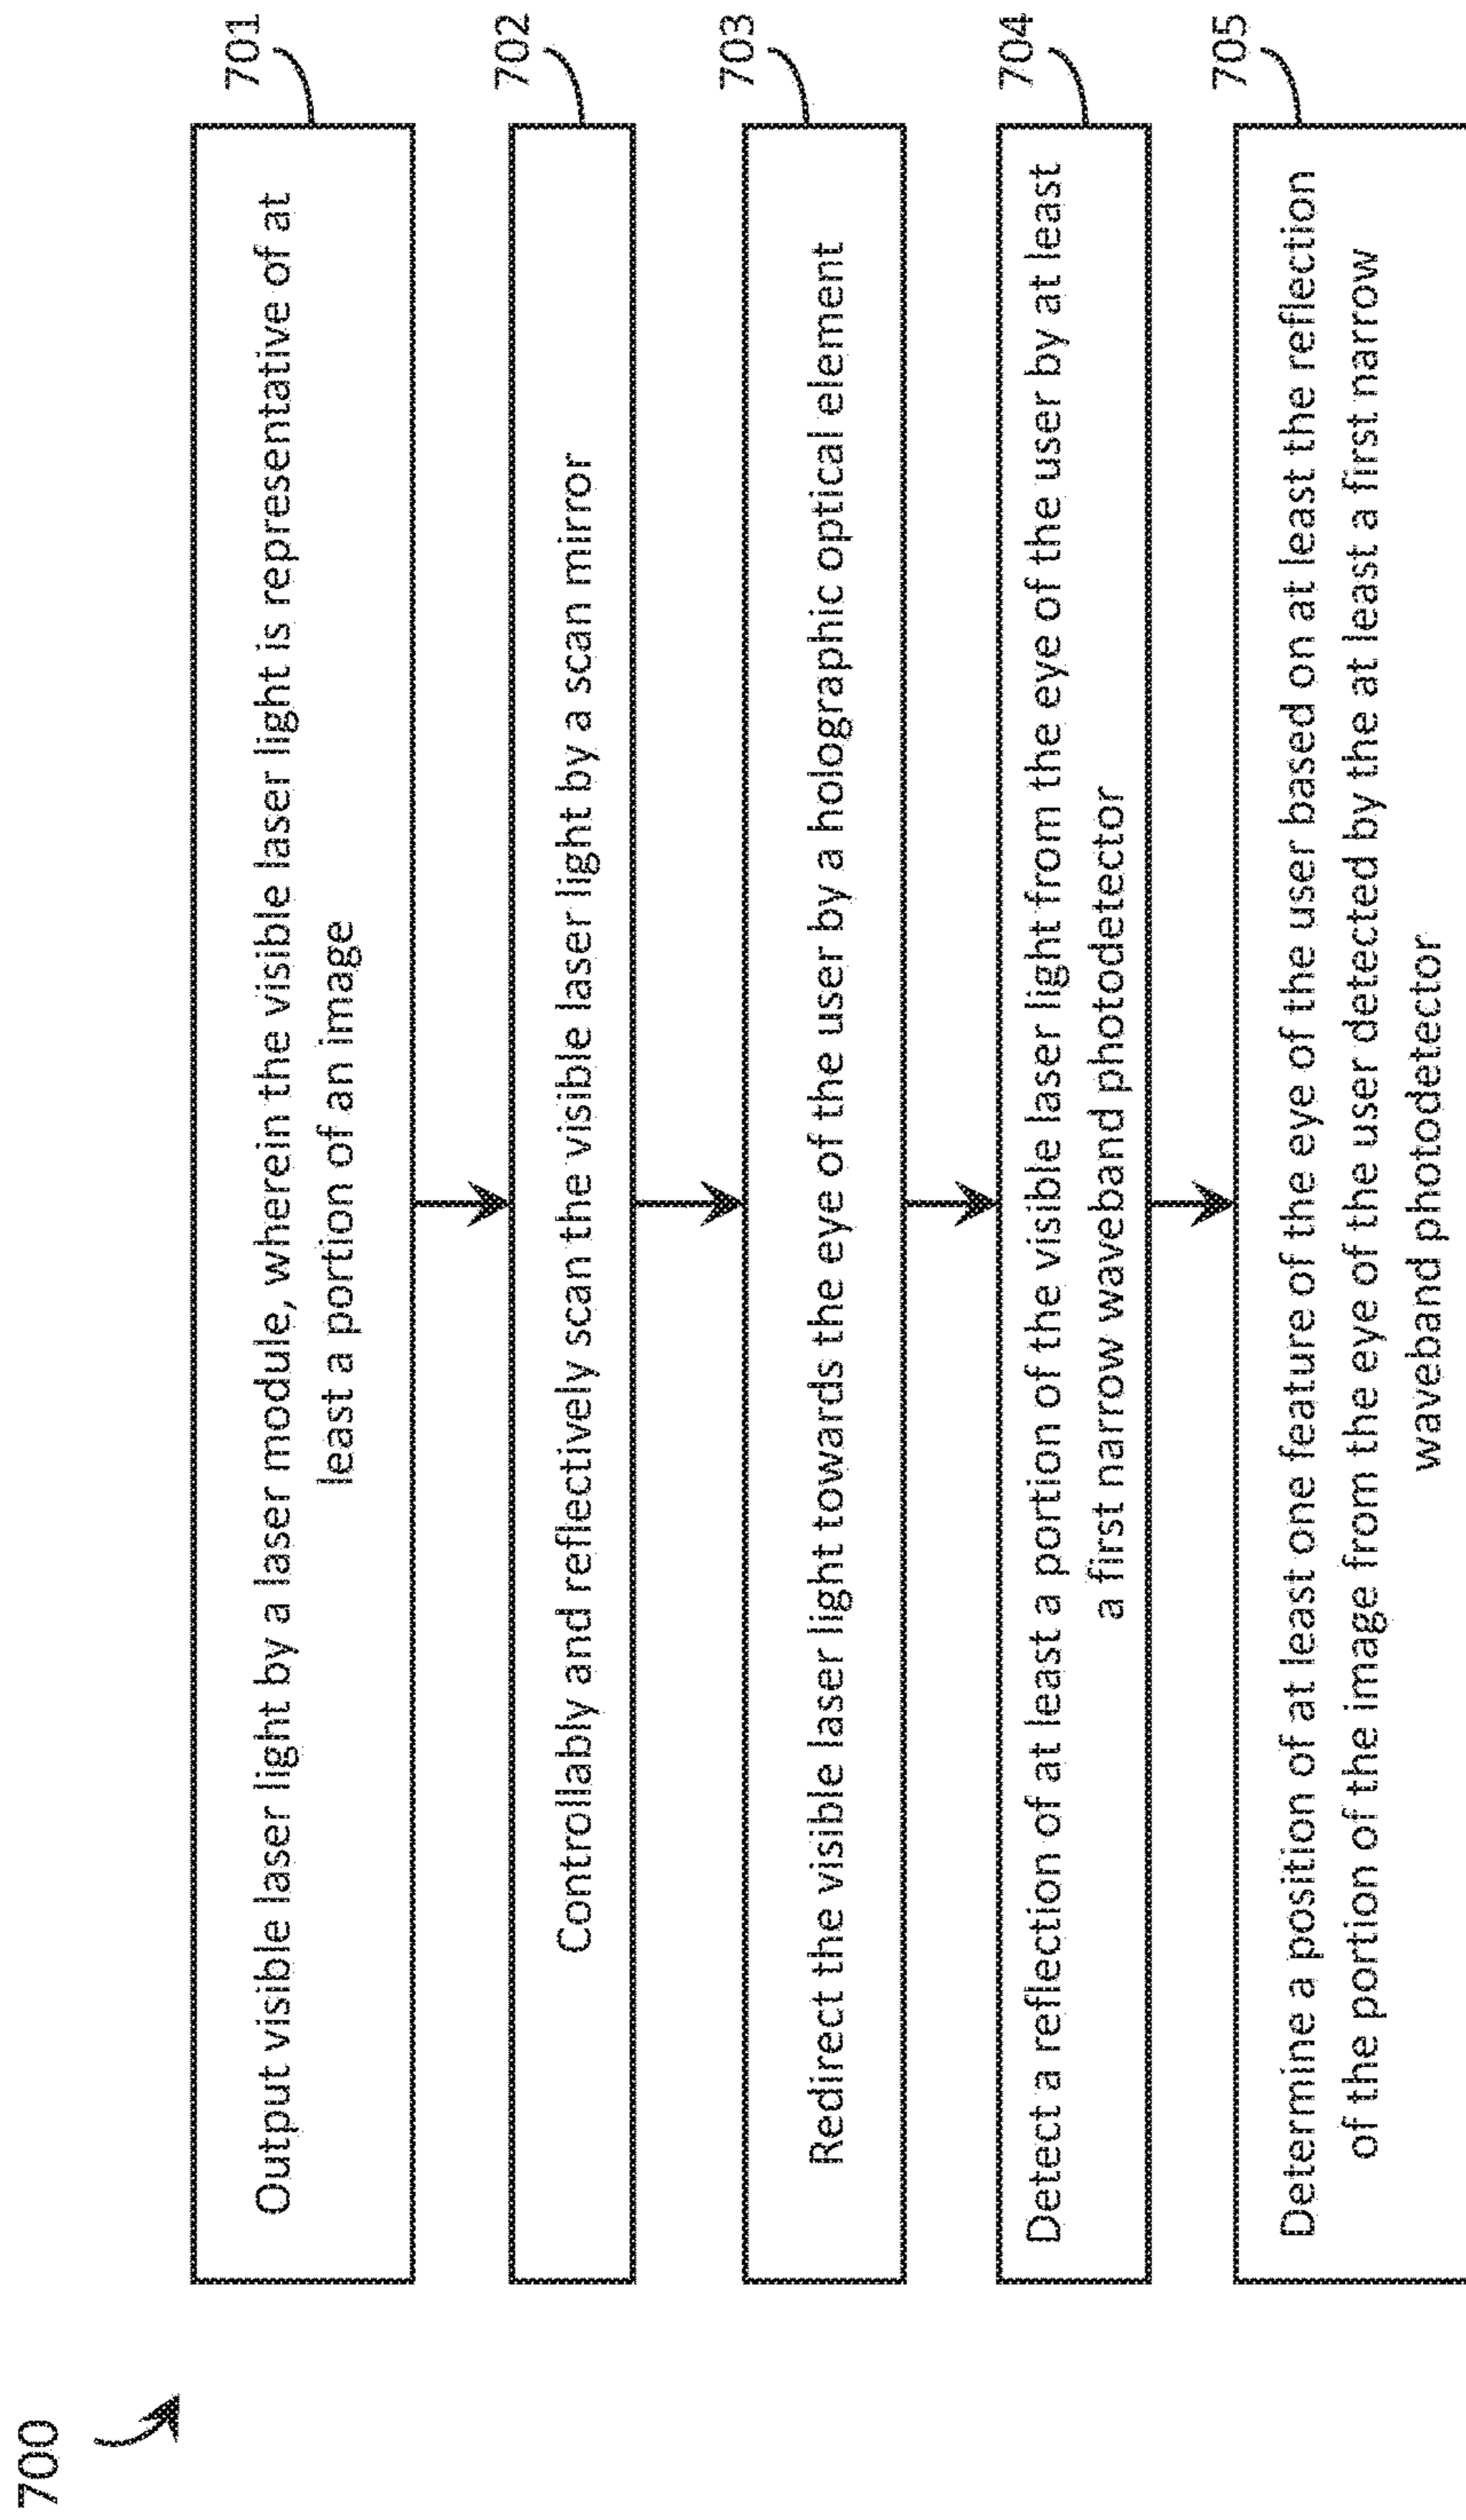 700
701
Output visible laser light by a laser module, wherein the visible laser light is representative of at
least a portion of an image
702
Controllably and reflectively scan the visible laser light by a scan mirror
703
Redirect the visible laser light towards the eye of the user by a holographic optical element
704
Detect a reflection of at least a portion of the visible laser light from the eye of the user by at least
a first narrow waveband photodetector
705
Determine a position of at least one feature of the eye of the user based on at least the reflection
of the portion of the image from the eye of the user detected by the at least a first narrow
waveband photodetector